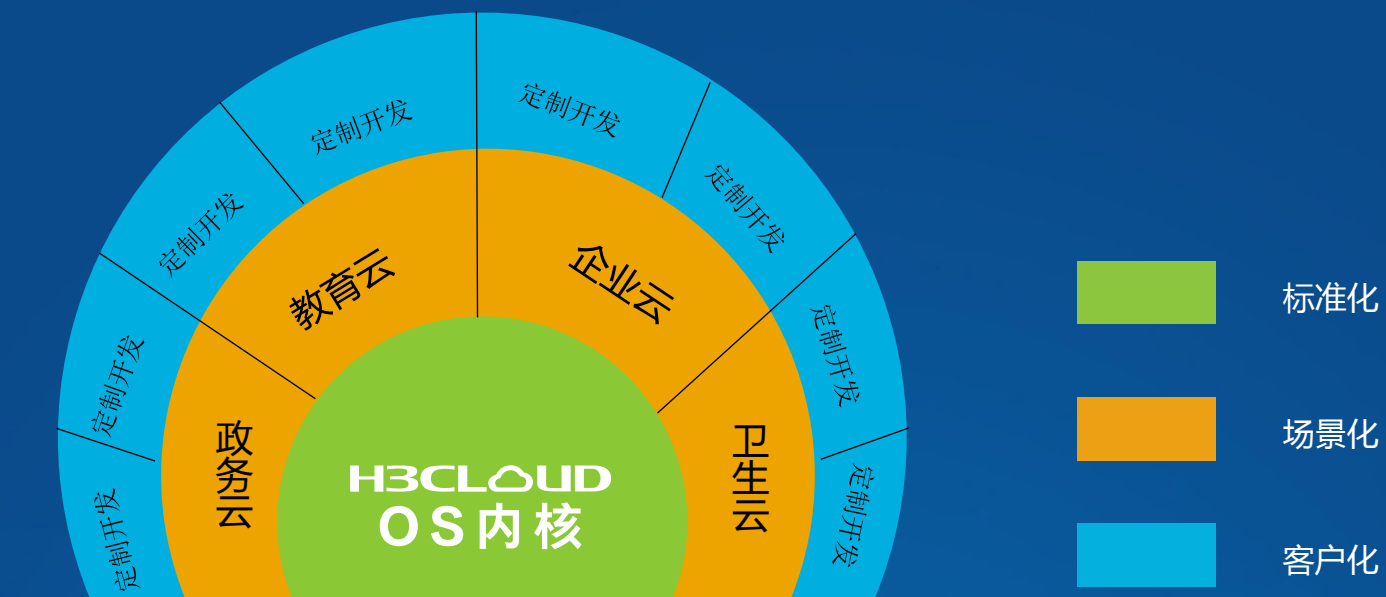 定制开发
定制开发
定制开发
定制开发
定制开发
定制开发
定制开发
定制开发
教育云
企业云
政务云
卫生云
H3CLOUD
OS内核
标准化
场景化
客户化